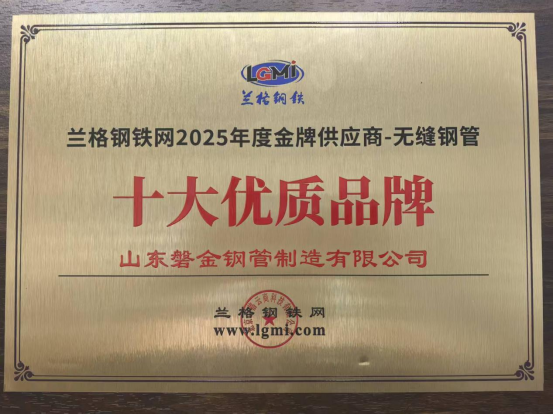 LGMi
兰格钢铁
兰格钢铁网2025年度金牌供应商-无缝钢管
十大优质品牌
山东磐金钢管制造有限公司
兰格钢铁网
www.lgmi.com